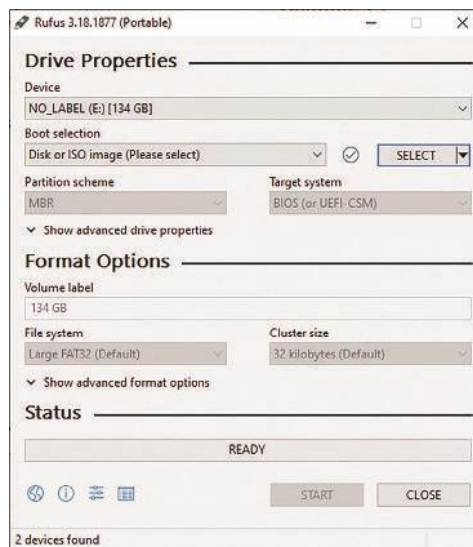 Rufus 3.18.1877 (Portable)
Drive Properties
Device
NO_LABEL (E:) [134 GB]
Boot selection
Disk or ISO image (Please select)
SELECT
Partition scheme
Target system
MBR
BIOS (or UEFI-CSM)
Show advanced drive properties
Format Options
Volume label
134 GB
File system
Cluster size
Large FAT32 (Default)
32 kilobytes (Default)
Show advanced format options
Status
READY
START
CLOSE
2 devices found